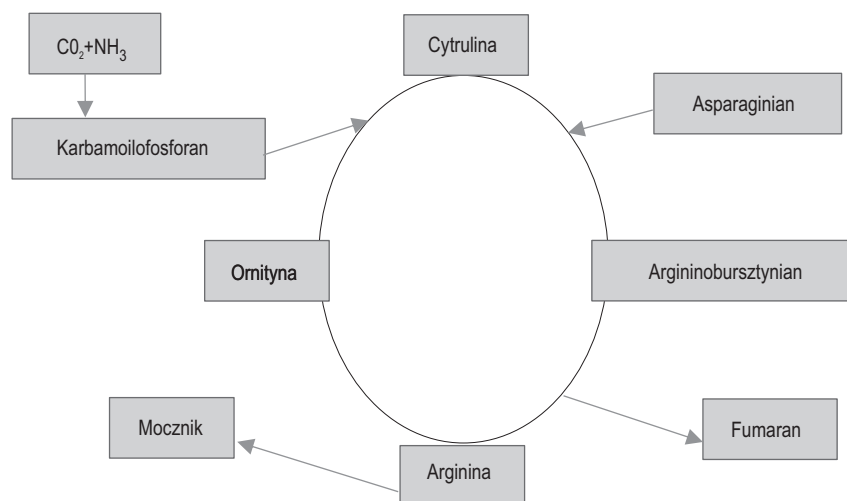 C0₂+NH₃
Cytrulina
Asparaginian
Karbamoilofosforan
Ornityna
Argininobursztynian
Mocznik
Fumaran
Arginina